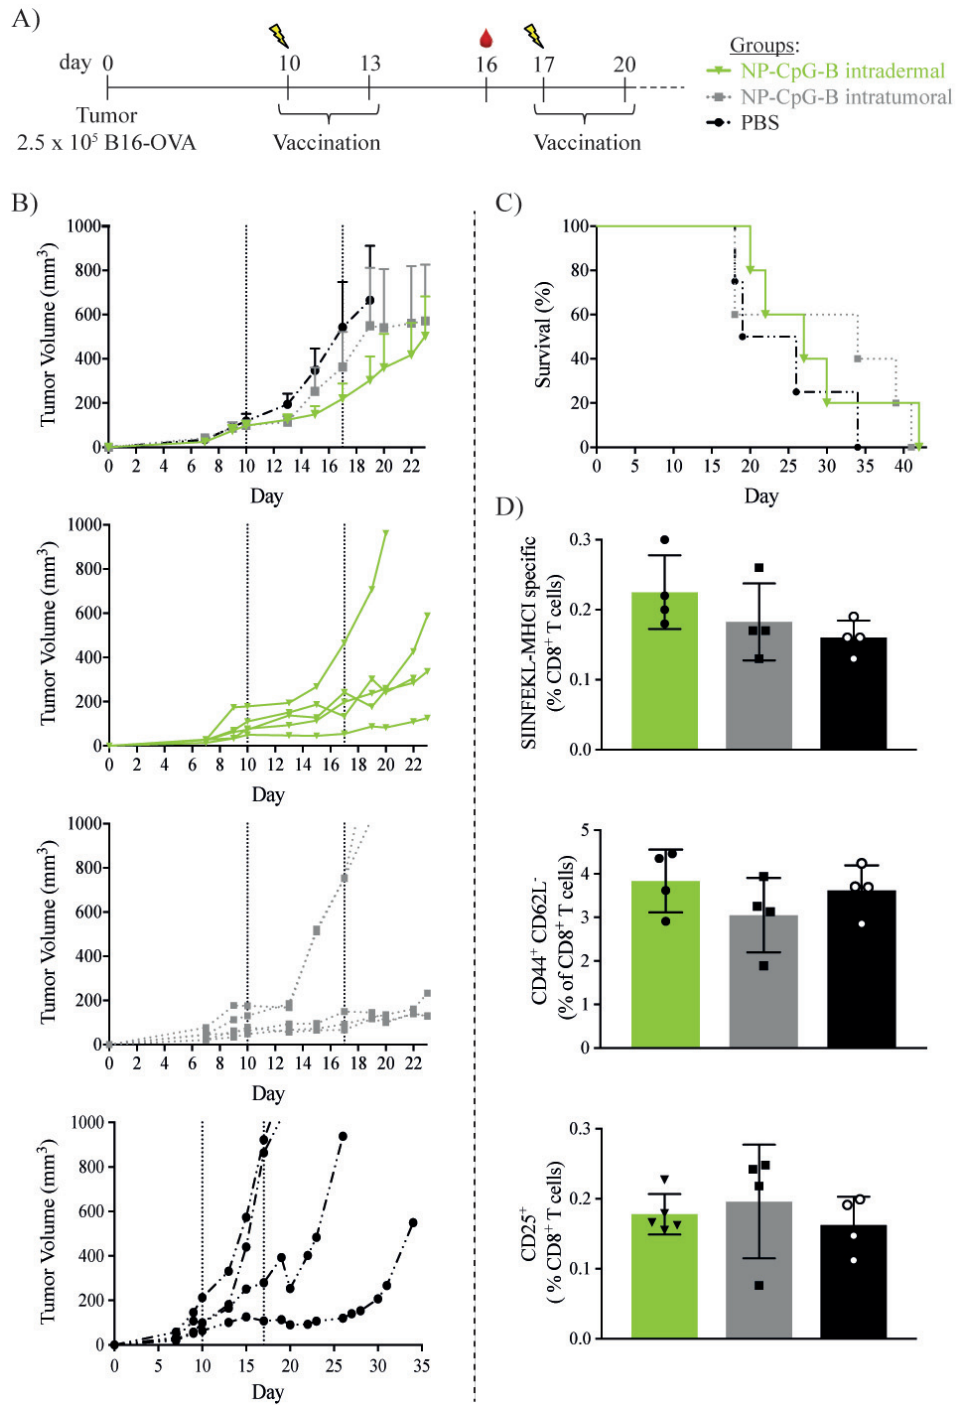 A)
day 0 10 13 16 17 20
Tumor
2.5 x 10⁵ B16-OVA
Vaccination
Vaccination
Groups:
NP-CpG-B intradermal
NP-CpG-B intratumoral
PBS
B)
Tumor Volume (mm³)
1000
800
600
400
200
0
0 2 4 6 8 10 12 14 16 18 20 22
Day
Tumor Volume (mm³)
1000
800
600
400
200
0
0 2 4 6 8 10 12 14 16 18 20 22
Day
Tumor Volume (mm³)
1000
800
600
400
200
0
0 2 4 6 8 10 12 14 16 18 20 22
Day
Tumor Volume (mm³)
1000
800
600
400
200
0
0 5 10 15 20 25 30 35
Day
C)
Survival (%)
100
80
60
40
20
0
0 5 10 15 20 25 30 35 40
Day
D)
SIINFEKL-MHCI specific
(% CD8⁺ T cells)
0.3
0.2
0.1
0.0
CD44⁺ CD62L⁻
(% of CD8⁺ T cells)
5
4
3
2
1
0
CD25⁺
( % CD8⁺ T cells)
0.3
0.2
0.1
0.0